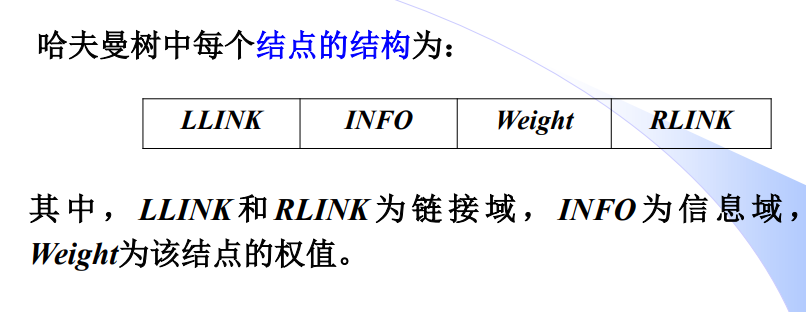 哈夫曼树中每个结点的结构为：
LLINK INFO Weight RLINK
其中，LLINK和RLINK为链接域，INFO为信息域，
Weight为该结点的权值。